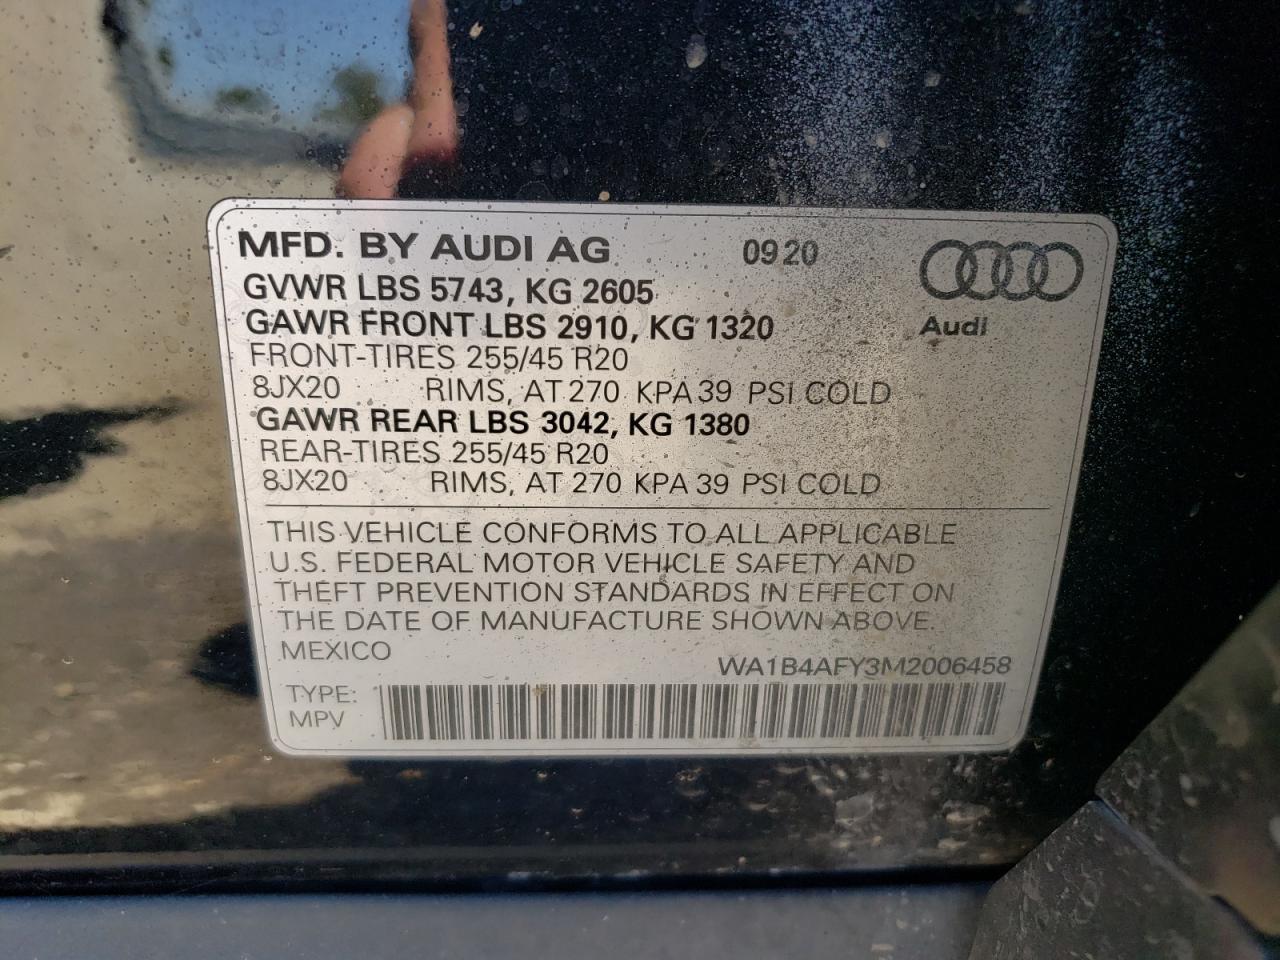 MFD. BY AUDI AG 09 20
GVWR LBS 5743, KG 2605
GAWR FRONT LBS 2910, KG 1320
Audi
FRONT-TIRES 255/45 R20
8JX20 RIMS, AT 270 KPA 39 PSI COLD
GAWR REAR LBS 3042, KG 1380
REAR-TIRES 255/45 R20
8JX20 RIMS, AT 270 KPA 39 PSI COLD
THIS VEHICLE CONFORMS TO ALL APPLICABLE
U.S. FEDERAL MOTOR VEHICLE SAFETY AND
THEFT PREVENTION STANDARDS IN EFFECT ON
THE DATE OF MANUFACTURE SHOWN ABOVE.
MEXICO
WA1B4AFY3M2006458
TYPE:
MPV